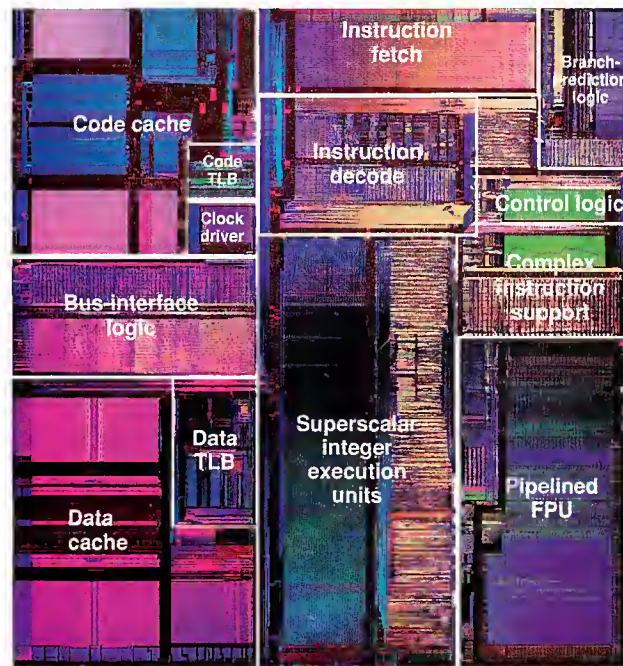 Instruction
fetch
Branch-
rediction
logic
Code cache
Code
TLB
Instruction
decode
Clock
driver
Control logic
Bus-interface
logic
Complex
instruction
support
Data
TLB
Superscalar
integer
execution
units
Pipelined
FPU
Data
cache